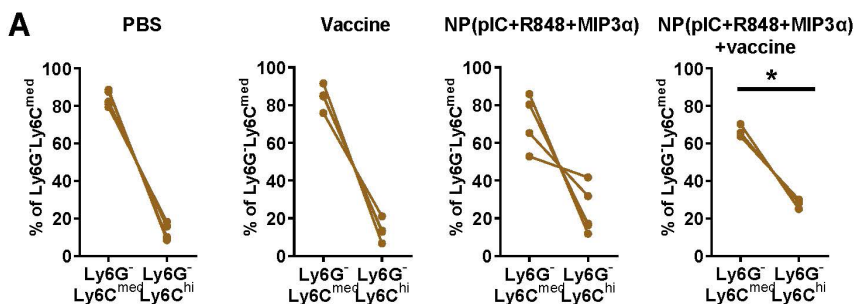 A
PBS
% of Ly6G⁻Ly6Cᵐᵉᵈ
100
80
60
40
20
0
Ly6G⁻ Ly6G⁻
Ly6Cᵐᵉᵈ Ly6Cʰⁱ
Vaccine
% of Ly6G⁻Ly6Cᵐᵉᵈ
100
80
60
40
20
0
Ly6G⁻ Ly6G⁻
Ly6Cᵐᵉᵈ Ly6Cʰⁱ
NP(pIC+R848+MIP3α)
% of Ly6G⁻Ly6Cᵐᵉᵈ
100
80
60
40
20
0
Ly6G⁻ Ly6G⁻
Ly6Cᵐᵉᵈ Ly6Cʰⁱ
NP(pIC+R848+MIP3α)
+vaccine
% of Ly6G⁻Ly6Cᵐᵉᵈ
100
80
60
40
20
0
*
Ly6G⁻ Ly6G⁻
Ly6Cᵐᵉᵈ Ly6Cʰⁱ